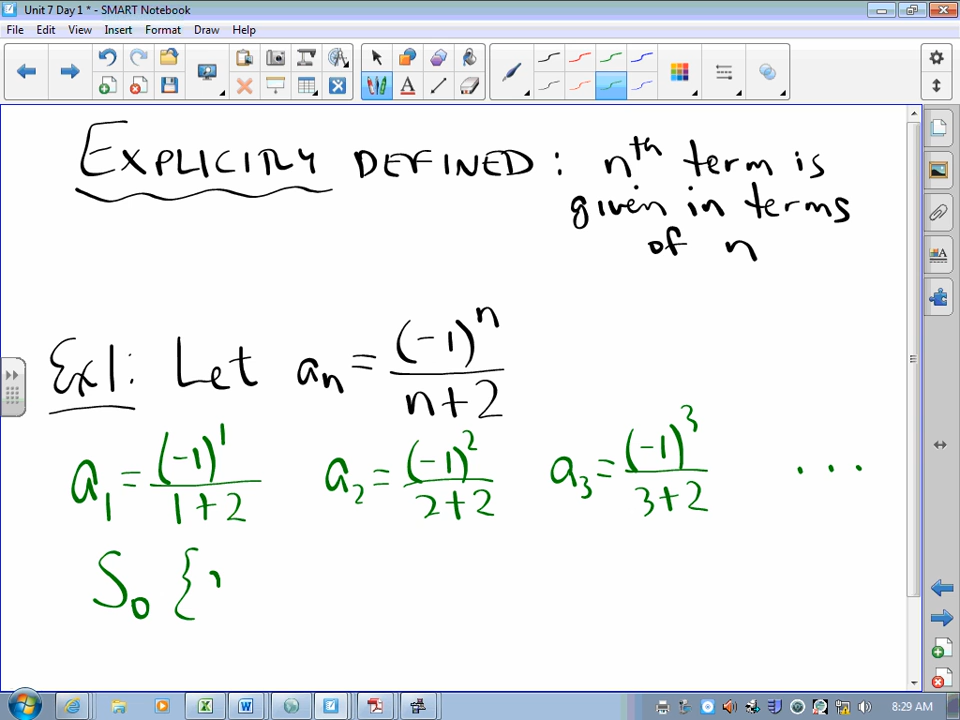 Unit 7 Day 1 * - SMART Notebook
File Edit View Insert Format Draw Help
EXPLICITLY DEFINED: nth term is
given in terms
of n
Ex1: Let an = (-1)^n / n+2
a1 = (-1)^1 / 1+2 a2 = (-1)^2 / 2+2 a3 = (-1)^3 / 3+2 ...
So {
8:29 AM